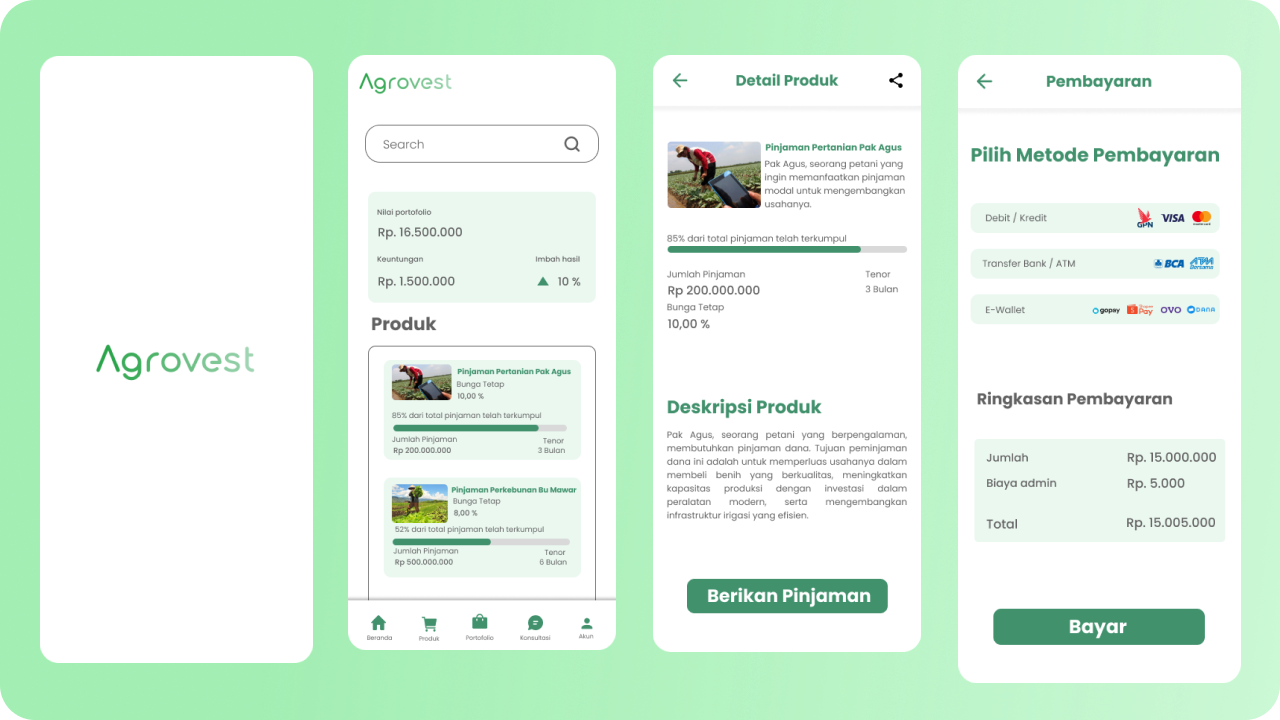 Agrovest
Agrovest
Search
Nilai portofolio
Rp. 16.500.000
Keuntungan
Imbah hasil
Rp. 1.500.000
10 %
Produk
Pinjaman Pertanian Pak Agus
Bunga Tetap
10,00 %
85% dari total pinjaman telah terkumpul
Jumlah Pinjaman
Tenor
Rp 200.000.000
3 Bulan
Pinjaman Perkebunan Bu Mawar
Bunga Tetap
8,00 %
52% dari total pinjaman telah terkumpul
Jumlah Pinjaman
Tenor
Rp 500.000.000
6 Bulan
Beranda
Produk
Portofolio
Konsultasi
Akun
Detail Produk
Pinjaman Pertanian Pak Agus
Pak Agus, seorang petani yang
ingin memanfaatkan pinjaman
modal untuk mengembangkan
usahanya.
85% dari total pinjaman telah terkumpul
Jumlah Pinjaman
Tenor
Rp 200.000.000
3 Bulan
Bunga Tetap
10,00 %
Deskripsi Produk
Pak Agus, seorang petani yang berpengalaman,
membutuhkan pinjaman dana. Tujuan peminjaman
dana ini adalah untuk memperluas usahanya dalam
membeli benih yang berkualitas, meningkatkan
kapasitas produksi dengan investasi dalam
peralatan modern, serta mengembangkan
infrastruktur irigasi yang efisien.
Berikan Pinjaman
Pembayaran
Pilih Metode Pembayaran
Debit / Kredit
GPN
VISA
Transfer Bank / ATM
BCA
ATM
Bersama
E-Wallet
gopay
Pay
OVO
DANA
Ringkasan Pembayaran
Jumlah
Rp. 15.000.000
Biaya admin
Rp. 5.000
Total
Rp. 15.005.000
Bayar